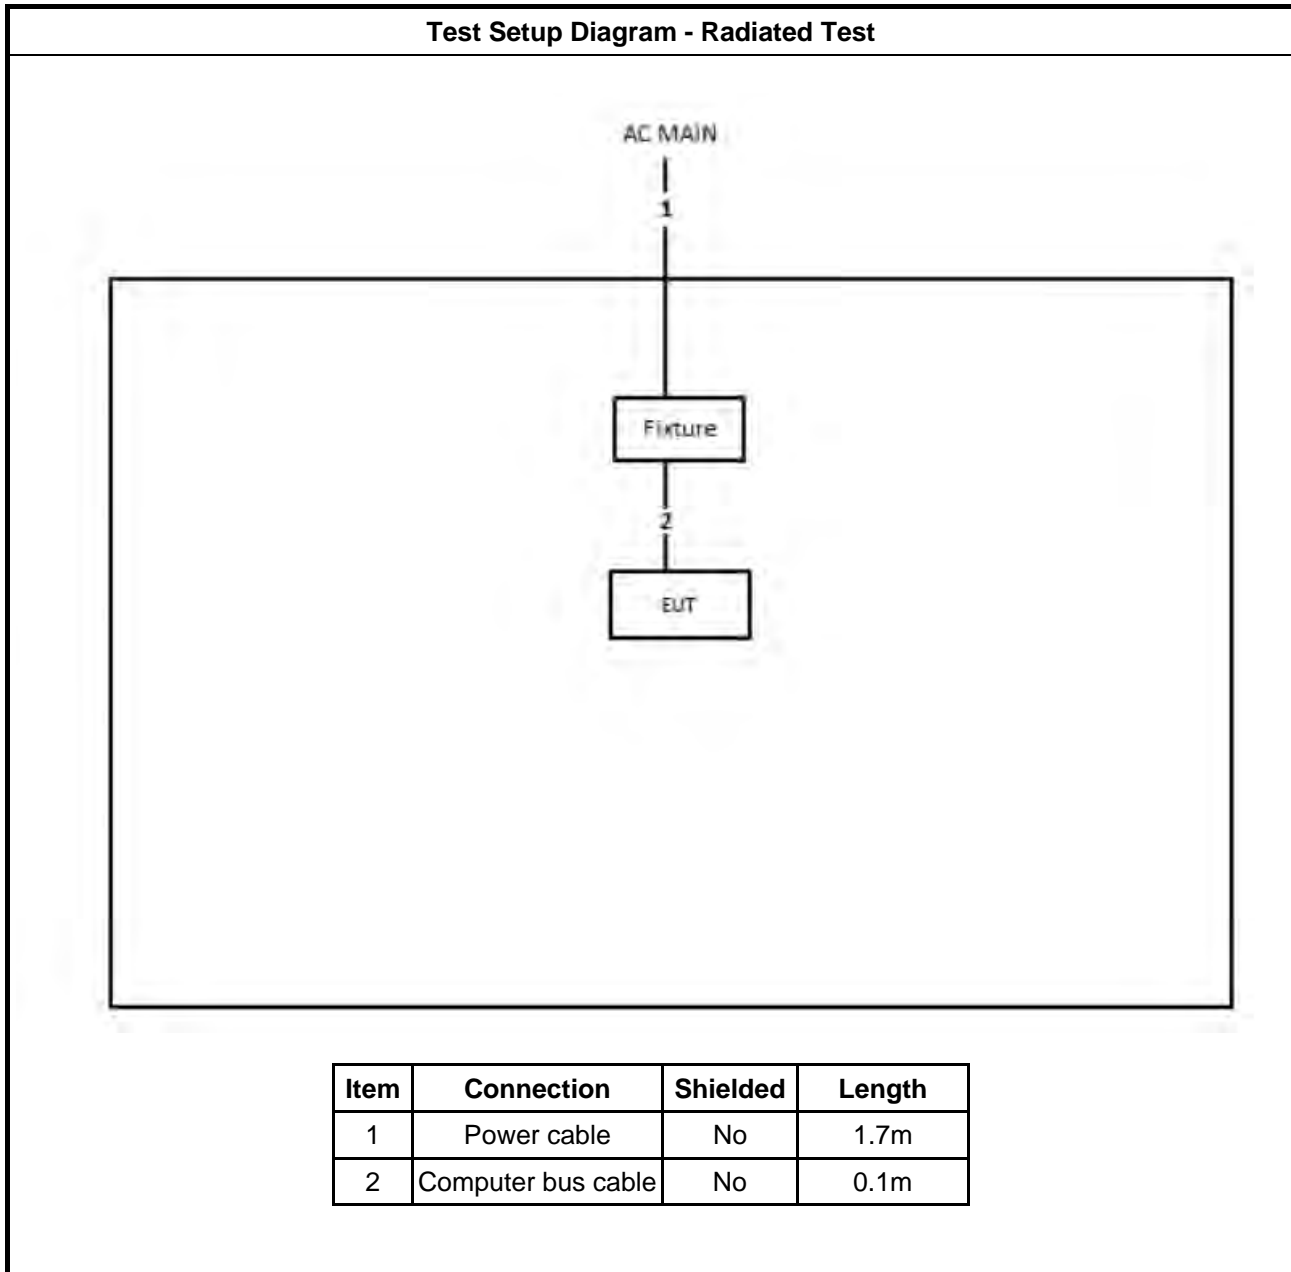 Test Setup Diagram - Radiated Test
AC MAIN
1
Fixture
2
EUT
Item Connection Shielded Length
1 Power cable No 1.7m
2 Computer bus cable No 0.1m